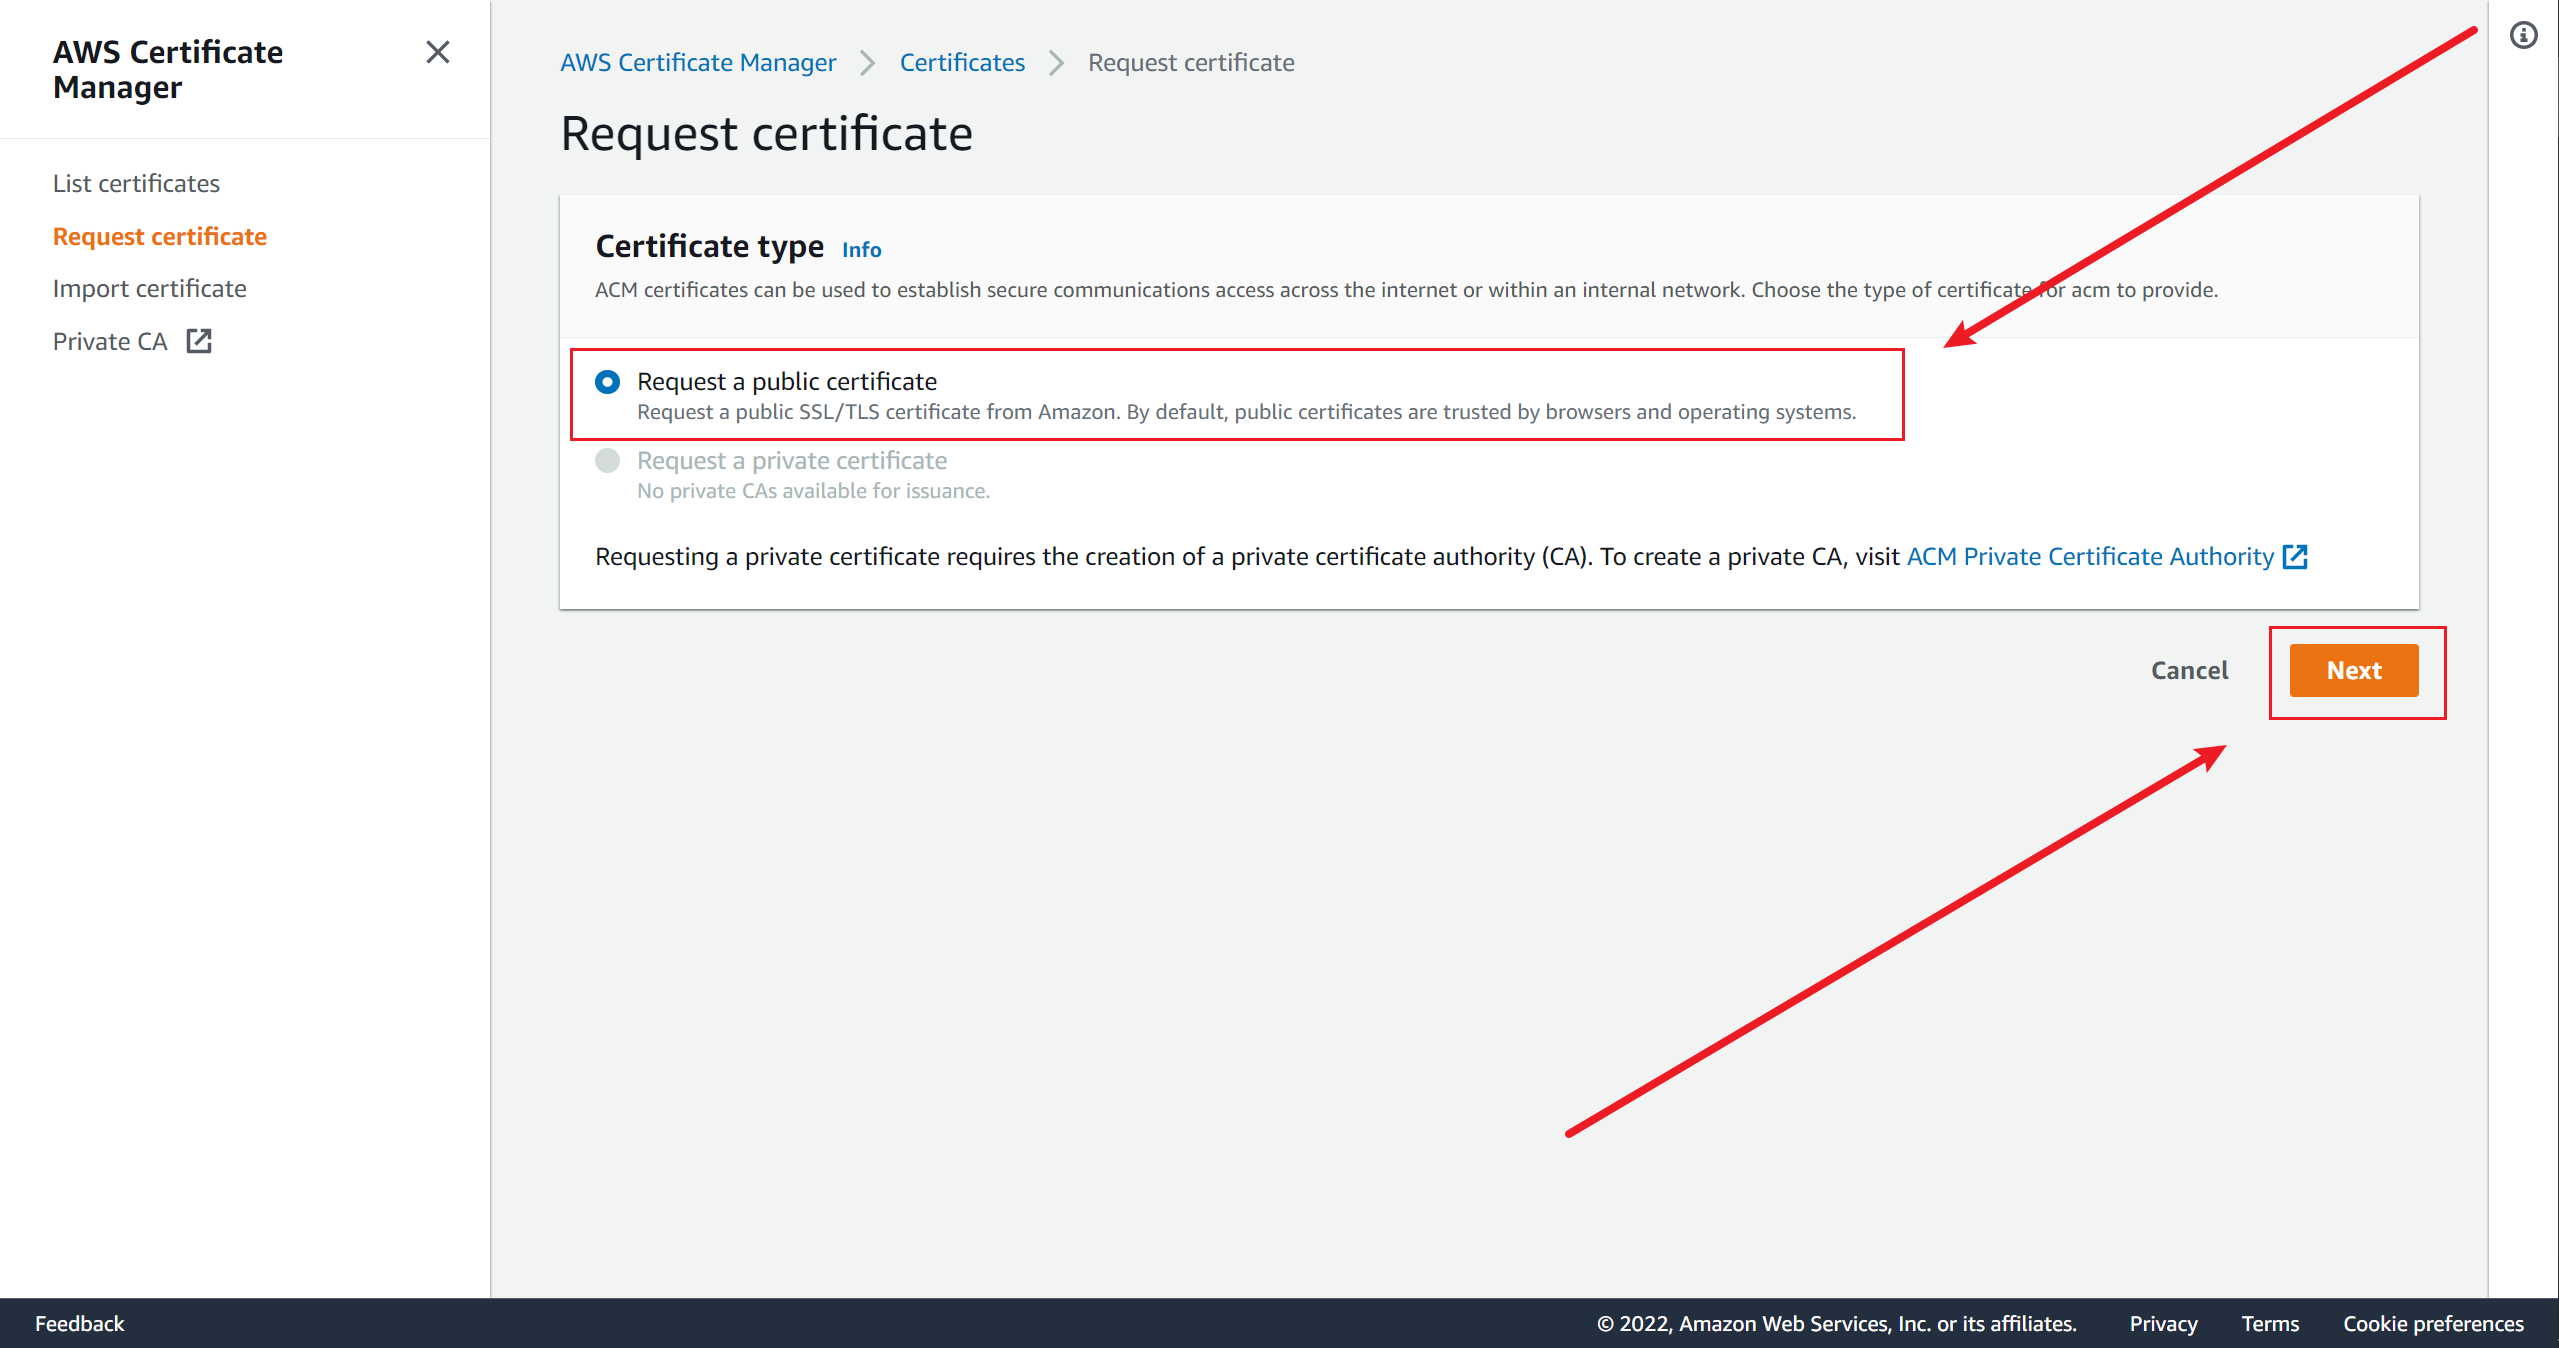 AWS Certificate
Manager
List certificates
Request certificate
Import certificate
Private CA
AWS Certificate Manager
Certificates
Request certificate
Request certificate
Certificate type Info
ACM certificates can be used to establish secure communications access across the internet or within an internal network. Choose the type of certificate for acm to provide.
Request a public certificate
Request a public SSL/TLS certificate from Amazon. By default, public certificates are trusted by browsers and operating systems.
Request a private certificate
No private CAs available for issuance.
Requesting a private certificate requires the creation of a private certificate authority (CA). To create a private CA, visit ACM Private Certificate Authority
Cancel
Next
Feedback
© 2022, Amazon Web Services, Inc. or its affiliates.
Privacy
Terms
Cookie preferences